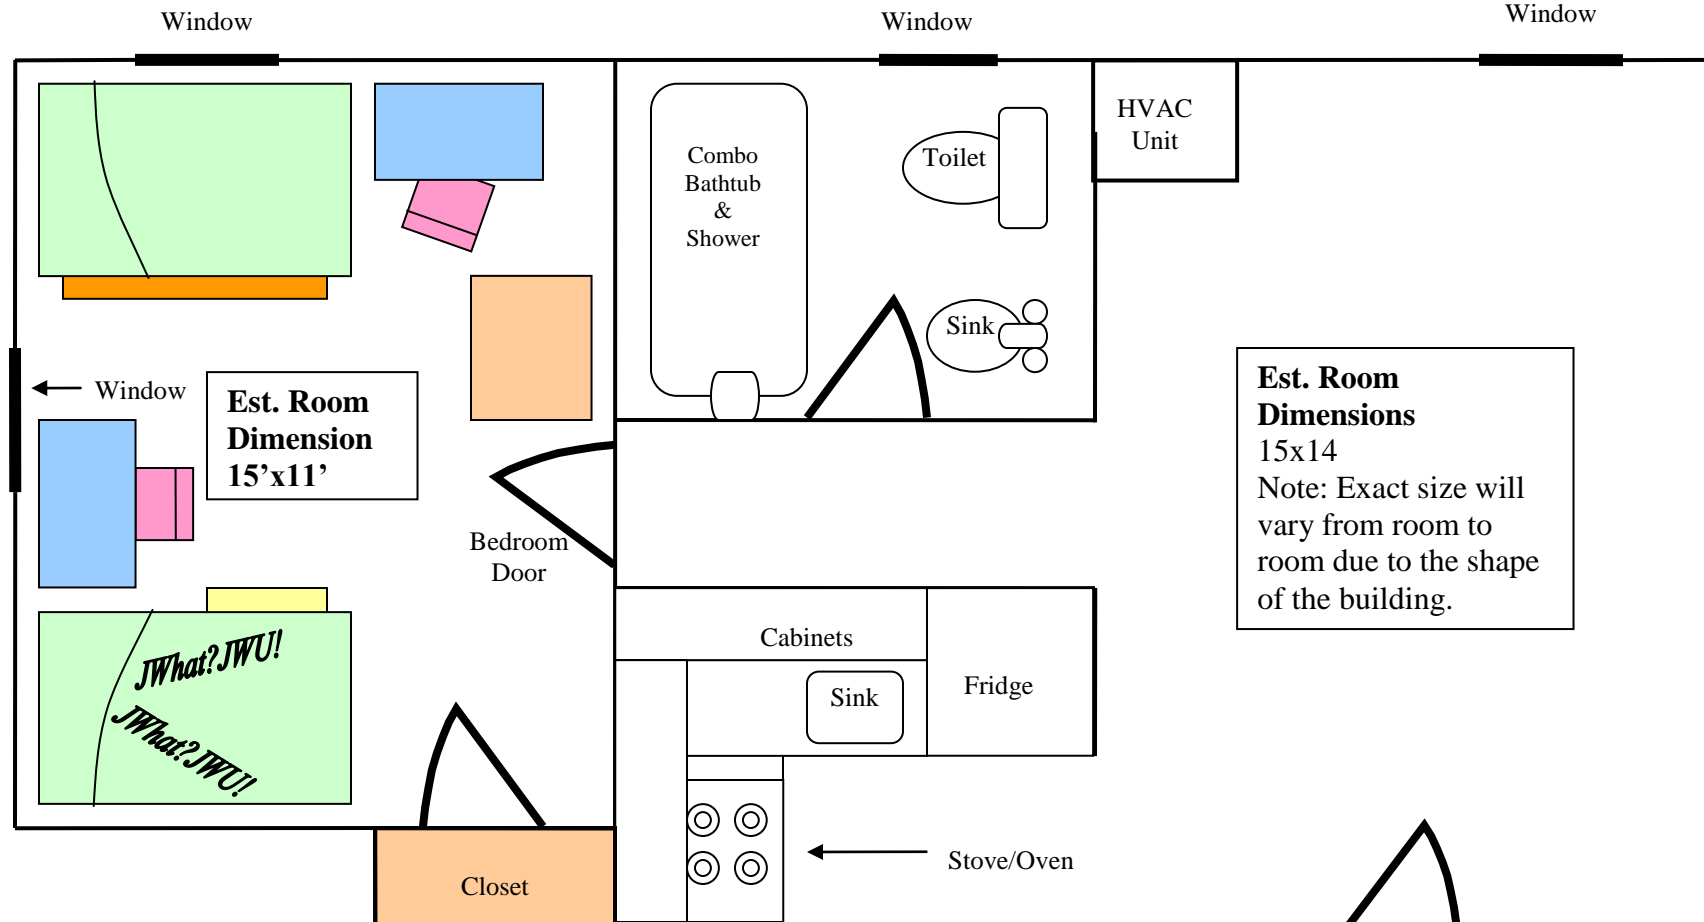 Window
Window
Window
HVAC
Unit
Combo
Bathtub
&
Shower
Toilet
Sink
Window
Est. Room
Dimension
15’x11’
Est. Room
Dimensions
15x14
Note: Exact size will
vary from room to
room due to the shape
of the building.
Bedroom
Door
Cabinets
Sink
Fridge
JWhat?JWU!
JWhat?JWU!
Stove/Oven
Closet